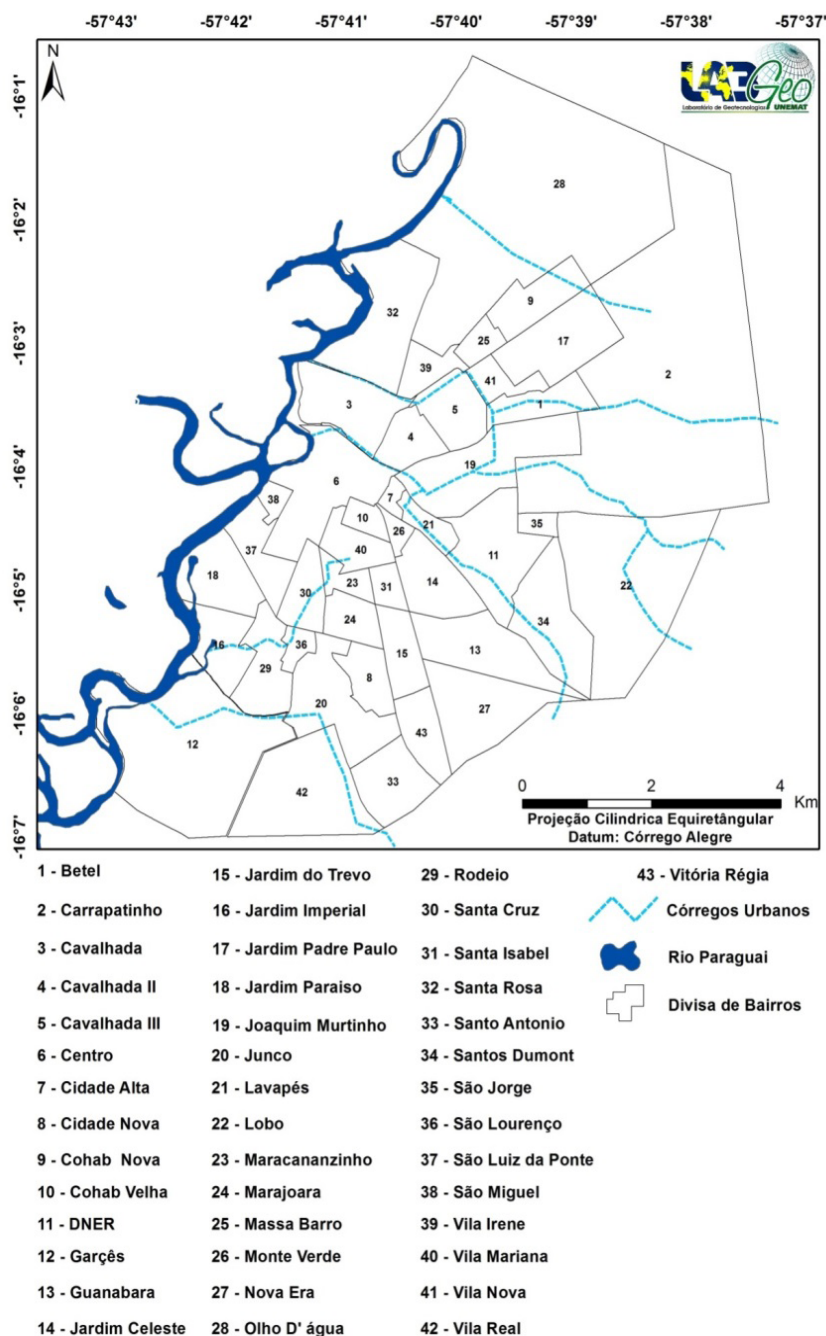 -57°43' -57°42' -57°41' -57°40' -57°39' -57°38' -57°37'
N
LABGeo
Laboratório de Geotecnologias
UNEMAT
-16°1'
28
-16°2'
9
32
25
17
-16°3'
39
2
41
3
5
1
4
-16°4'
19
6
38
7
10
21
35
26
37
40
11
-16°5'
18
23
31
14
22
30
24
34
16
36
15
13
29
8
-16°6'
20
27
43
12
33
42
0 2 4
Km
Projeção Cilindrica Equiretângular
Datum: Córrego Alegre
-16°7'
1 - Betel
2 - Carrapatinho
3 - Cavalhada
4 - Cavalhada II
5 - Cavalhada III
6 - Centro
7 - Cidade Alta
8 - Cidade Nova
9 - Cohab Nova
10 - Cohab Velha
11 - DNER
12 - Garçês
13 - Guanabara
14 - Jardim Celeste
15 - Jardim do Trevo
16 - Jardim Imperial
17 - Jardim Padre Paulo
18 - Jardim Paraiso
19 - Joaquim Murtinho
20 - Junco
21 - Lavapés
22 - Lobo
23 - Maracananzinho
24 - Marajoara
25 - Massa Barro
26 - Monte Verde
27 - Nova Era
28 - Olho D' água
29 - Rodeio
30 - Santa Cruz
31 - Santa Isabel
32 - Santa Rosa
33 - Santo Antonio
34 - Santos Dumont
35 - São Jorge
36 - São Lourenço
37 - São Luiz da Ponte
38 - São Miguel
39 - Vila Irene
40 - Vila Mariana
41 - Vila Nova
42 - Vila Real
43 - Vitória Régia
Córregos Urbanos
Rio Paraguai
Divisa de Bairros